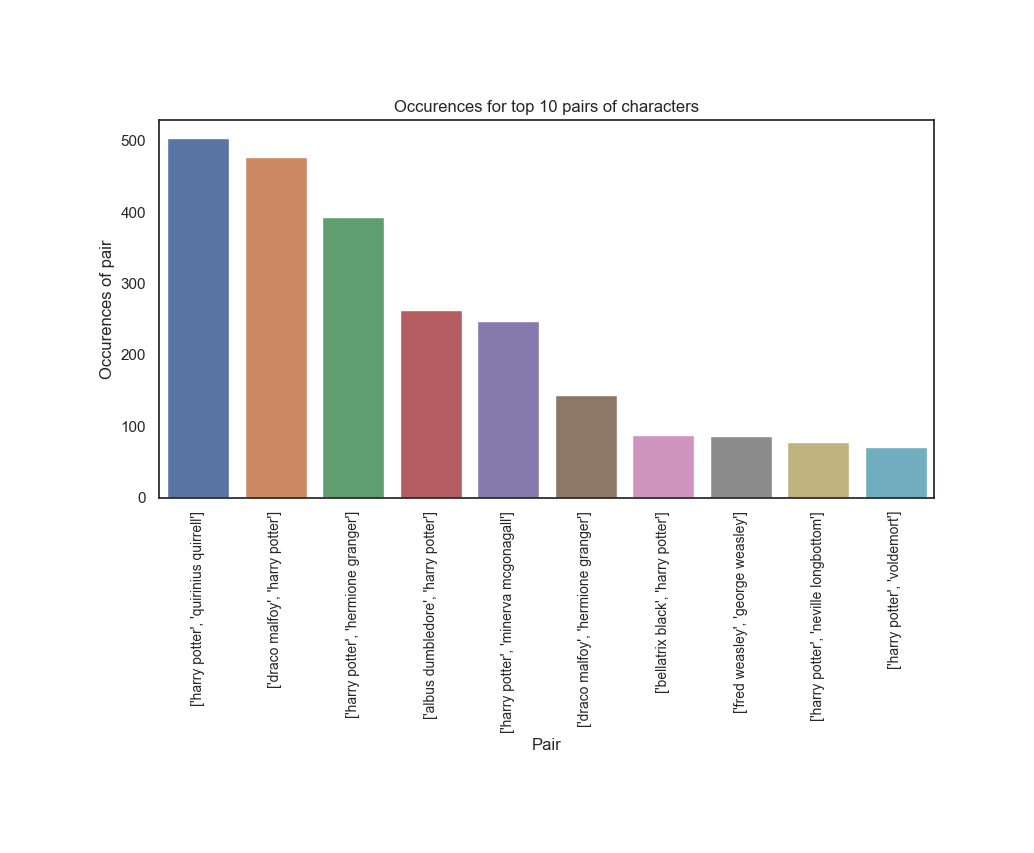 Occurences for top 10 pairs of characters
Occurences of pair
500
400
300
200
100
0
['harry potter', 'quirinius quirrell']
['draco malfoy', 'harry potter']
['harry potter', 'hermione granger']
['albus dumbledore', 'harry potter']
['harry potter', 'minerva mcgonagall']
['draco malfoy', 'hermione granger']
['bellatrix black', 'harry potter']
['fred weasley', 'george weasley']
['harry potter', 'neville longbottom']
['harry potter', 'voldemort']
Pair